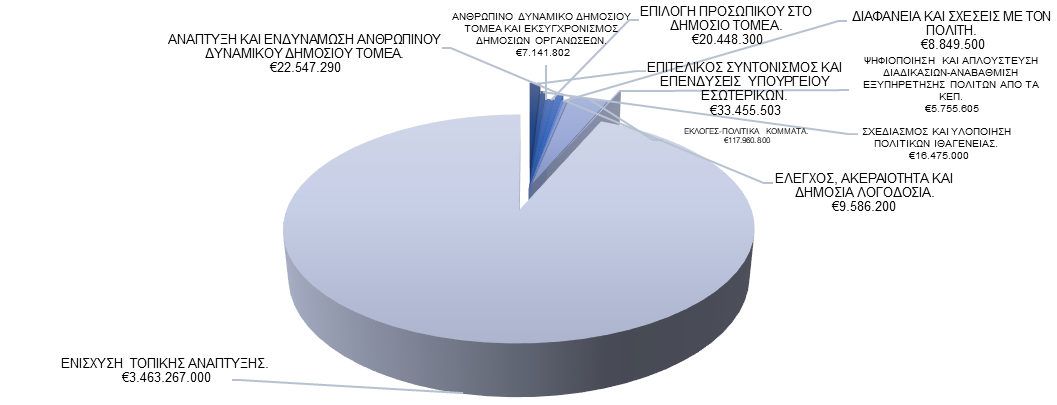 ΑΝΑΠΤΥΞΗ ΚΑΙ ΕΝΔΥΝΑΜΩΣΗ ΑΝΘΡΩΠΙΝΟΥ
ΔΥΝΑΜΙΚΟΥ ΔΗΜΟΣΙΟΥ ΤΟΜΕΑ.
€22.547.290
ΑΝΘΡΩΠΙΝΟ ΔΥΝΑΜΙΚΟ ΔΗΜΟΣΙΟΥ
ΤΟΜΕΑ ΚΑΙ ΕΚΣΥΓΧΡΟΝΙΣΜΟΣ
ΔΗΜΟΣΙΩΝ ΟΡΓΑΝΩΣΕΩΝ.
€7.141.802
ΕΠΙΛΟΓΗ ΠΡΟΣΩΠΙΚΟΥ ΣΤΟ
ΔΗΜΟΣΙΟ ΤΟΜΕΑ.
€20.448.300
ΔΙΑΦΑΝΕΙΑ ΚΑΙ ΣΧΕΣΕΙΣ ΜΕ ΤΟΝ
ΠΟΛΙΤΗ.
€8.849.500
ΕΠΙΤΕΛΙΚΟΣ ΣΥΝΤΟΝΙΣΜΟΣ ΚΑΙ
ΕΠΕΝΔΥΣΕΙΣ ΥΠΟΥΡΓΕΙΟΥ
ΕΣΩΤΕΡΙΚΩΝ.
€33.455.503
ΨΗΦΙΟΠΟΙΗΣΗ ΚΑΙ ΑΠΛΟΥΣΤΕΥΣΗ
ΔΙΑΔΙΚΑΣΙΩΝ-ΑΝΑΒΑΘΜΙΣΗ
ΕΞΥΠΗΡΕΤΗΣΗΣ ΠΟΛΙΤΩΝ ΑΠΟ ΤΑ
ΚΕΠ.
€5.755.605
ΕΚΛΟΓΕΣ-ΠΟΛΙΤΙΚΑ ΚΟΜΜΑΤΑ.
€117.960.800
ΣΧΕΔΙΑΣΜΟΣ ΚΑΙ ΥΛΟΠΟΙΗΣΗ
ΠΟΛΙΤΙΚΩΝ ΙΘΑΓΕΝΕΙΑΣ.
€16.475.000
ΕΛΕΓΧΟΣ, ΑΚΕΡΑΙΟΤΗΤΑ ΚΑΙ
ΔΗΜΟΣΙΑ ΛΟΓΟΔΟΣΙΑ.
€9.586.200
ΕΝΙΣΧΥΣΗ ΤΟΠΙΚΗΣ ΑΝΑΠΤΥΞΗΣ.
€3.463.267.000